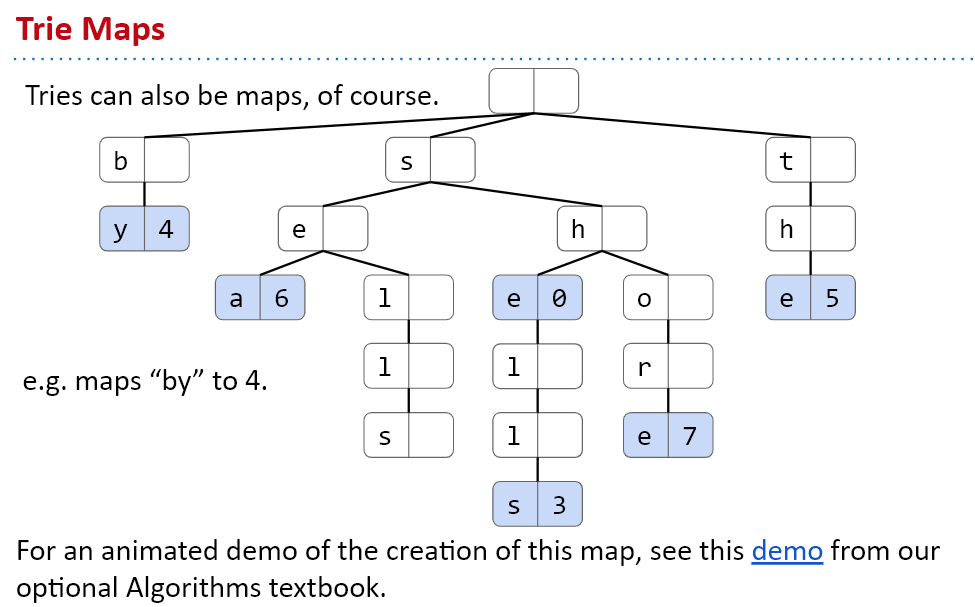 Trie Maps
Tries can also be maps, of course.
b s t
y 4 e h h
a 6 l e 0 o e 5
e.g. maps “by” to 4.
l l r
s l e 7
s 3
For an animated demo of the creation of this map, see this demo from our
optional Algorithms textbook.